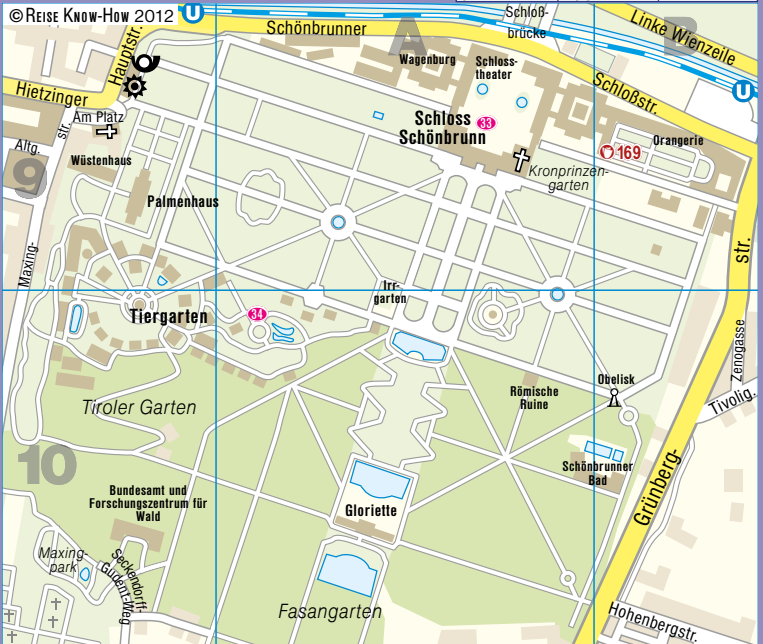 © REISE KNOW-HOW 2012
U
Schönbrunner
Schloß-
brücke
Linke Wienzeile
A
B
Hauptstr.
Wagenburg
Schloss-
theater
Schloßstr.
U
Hietzinger
Am Platz
Altg.
str.
Schloss
Schönbrunn
33
169
Orangerie
Wüstenhaus
9
Kronprinzen-
garten
Palmenhaus
Maxing-
str.
Irr-
garten
Tiergarten
34
Zenogasse
Tiroler Garten
Römische
Ruine
Obelisk
Tivolig.
10
Schönbrunner
Bad
Grünberg-
Bundesamt und
Forschungszentrum für
Wald
Gloriette
Maxing-
park
Seckendorff-
Gudent-Weg
Fasangarten
Hohenbergstr.